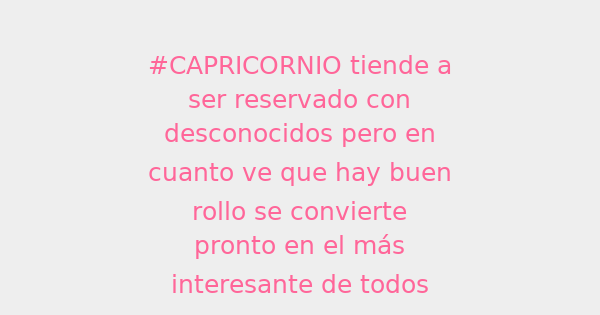 #CAPRICORNIO tiende a
ser reservado con
desconocidos pero en
cuanto ve que hay buen
rollo se convierte
pronto en el más
interesante de todos